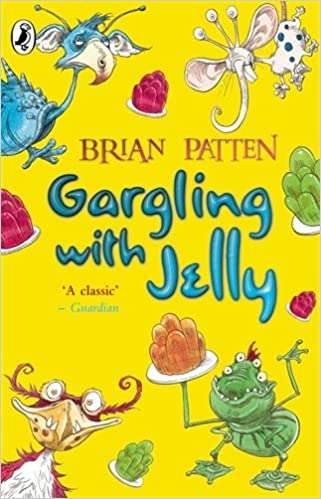 BRIAN PATTEN
Gargling
with
Jelly
‘A classic’
– Guardian